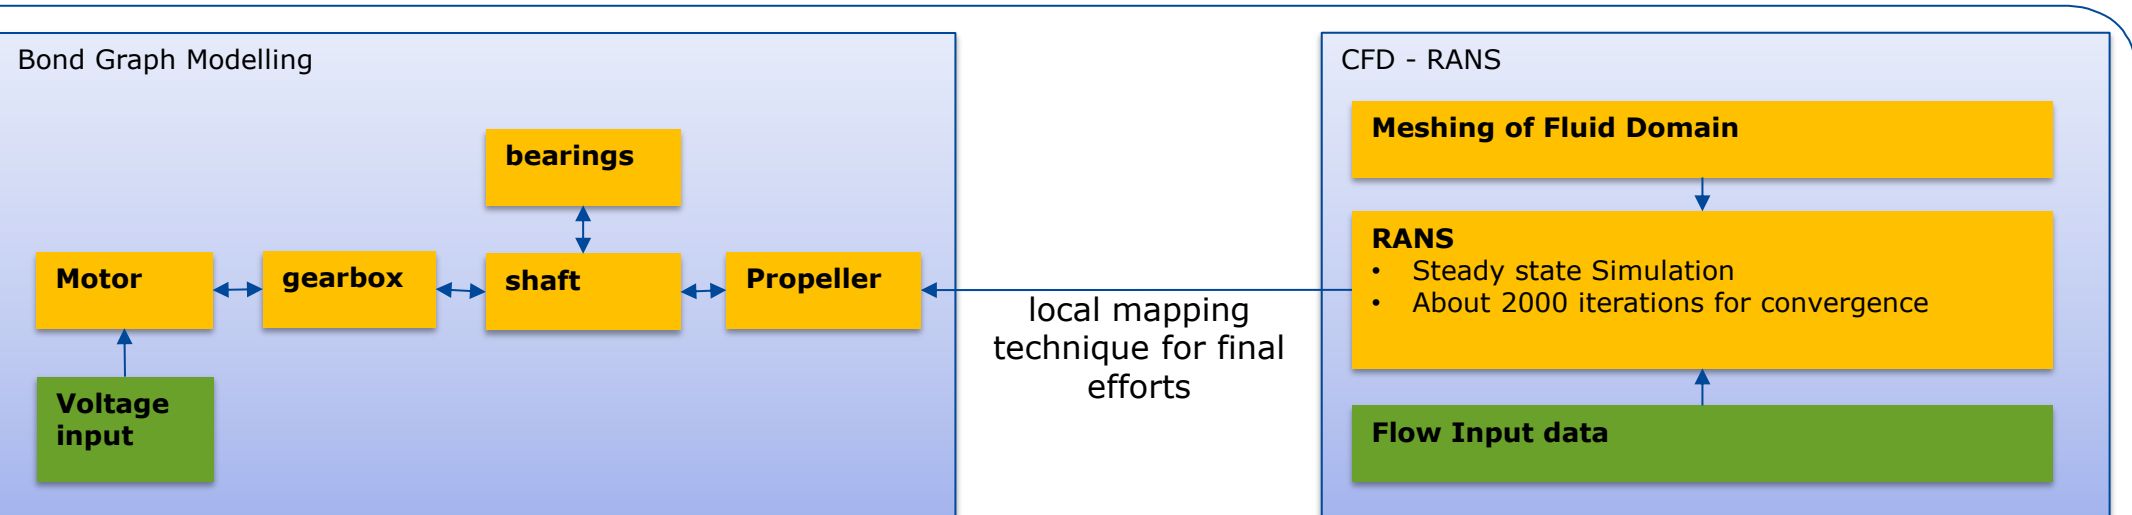 Bond Graph Modelling
bearings
Motor
gearbox
shaft
Propeller
Voltage
input
local mapping
technique for final
efforts
CFD - RANS
Meshing of Fluid Domain
RANS
• Steady state Simulation
• About 2000 iterations for convergence
Flow Input data